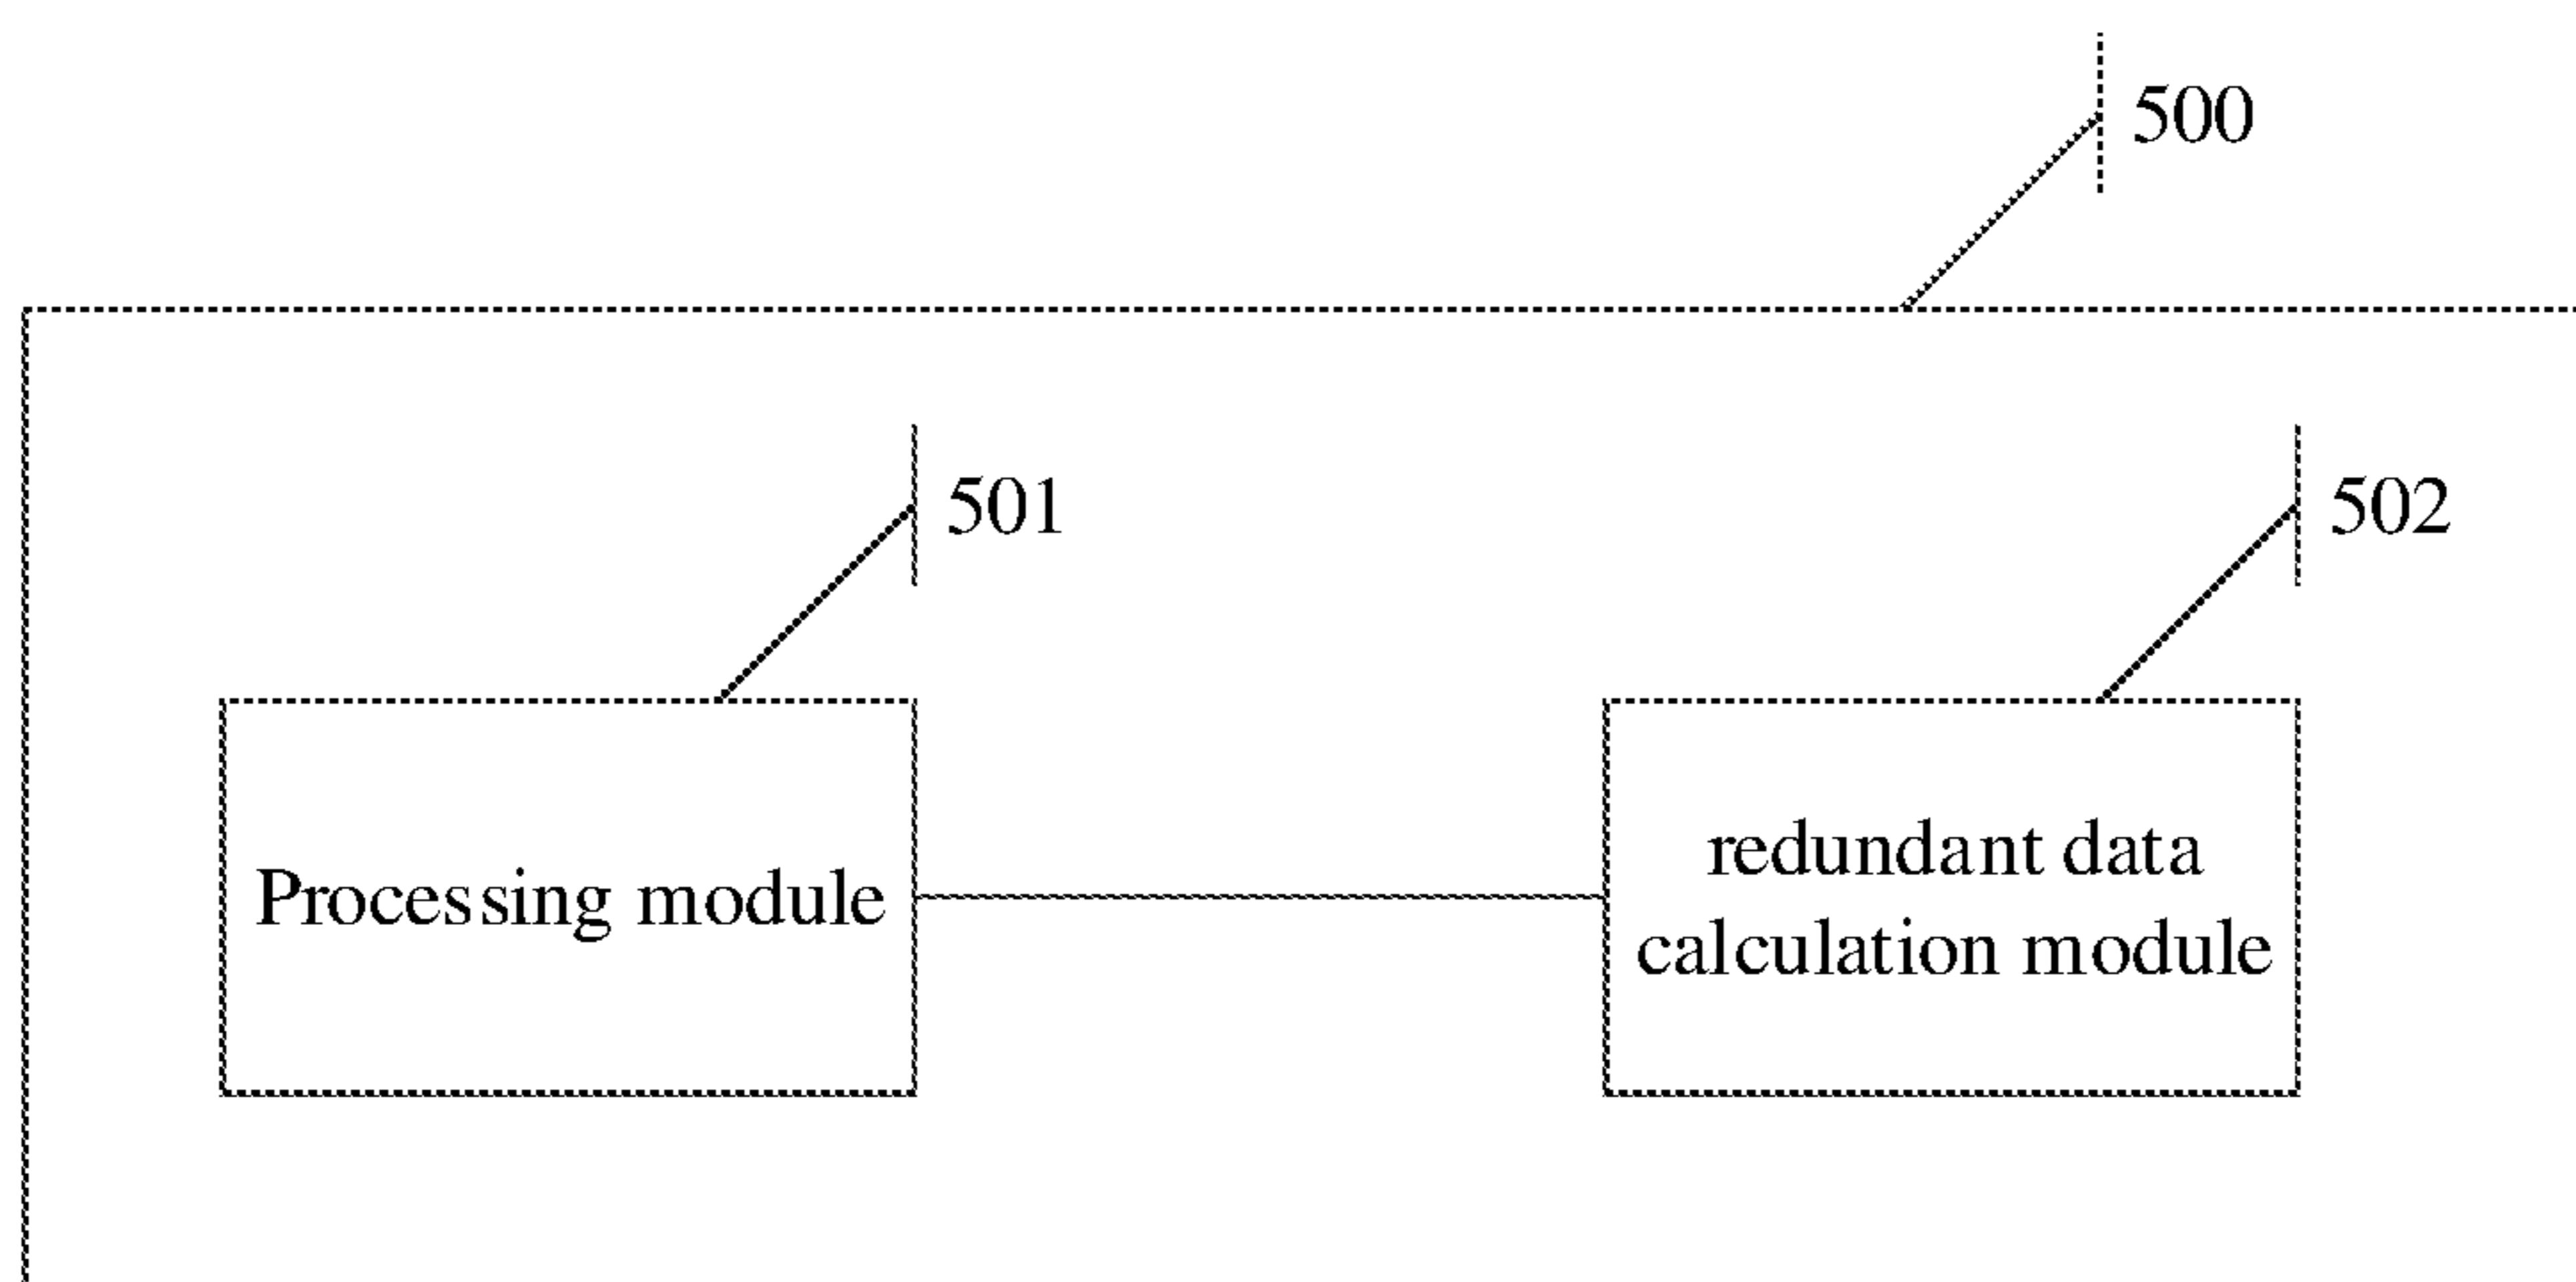 500
501
502
Processing module
redundant data
calculation module